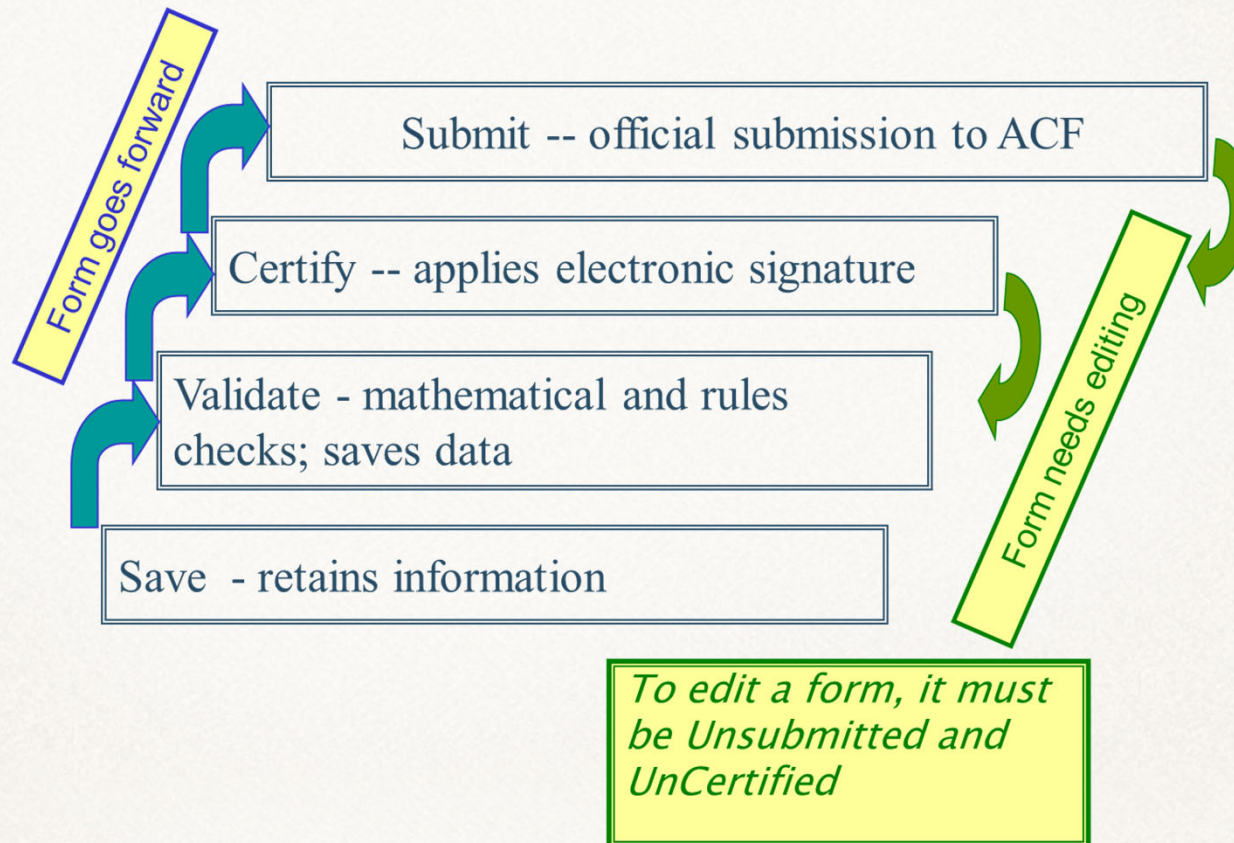 Form goes forward
Submit -- official submission to ACF
Certify -- applies electronic signature
Validate - mathematical and rules
checks; saves data
Save - retains information
Form needs editing
To edit a form, it must
be Unsubmitted and
UnCertified